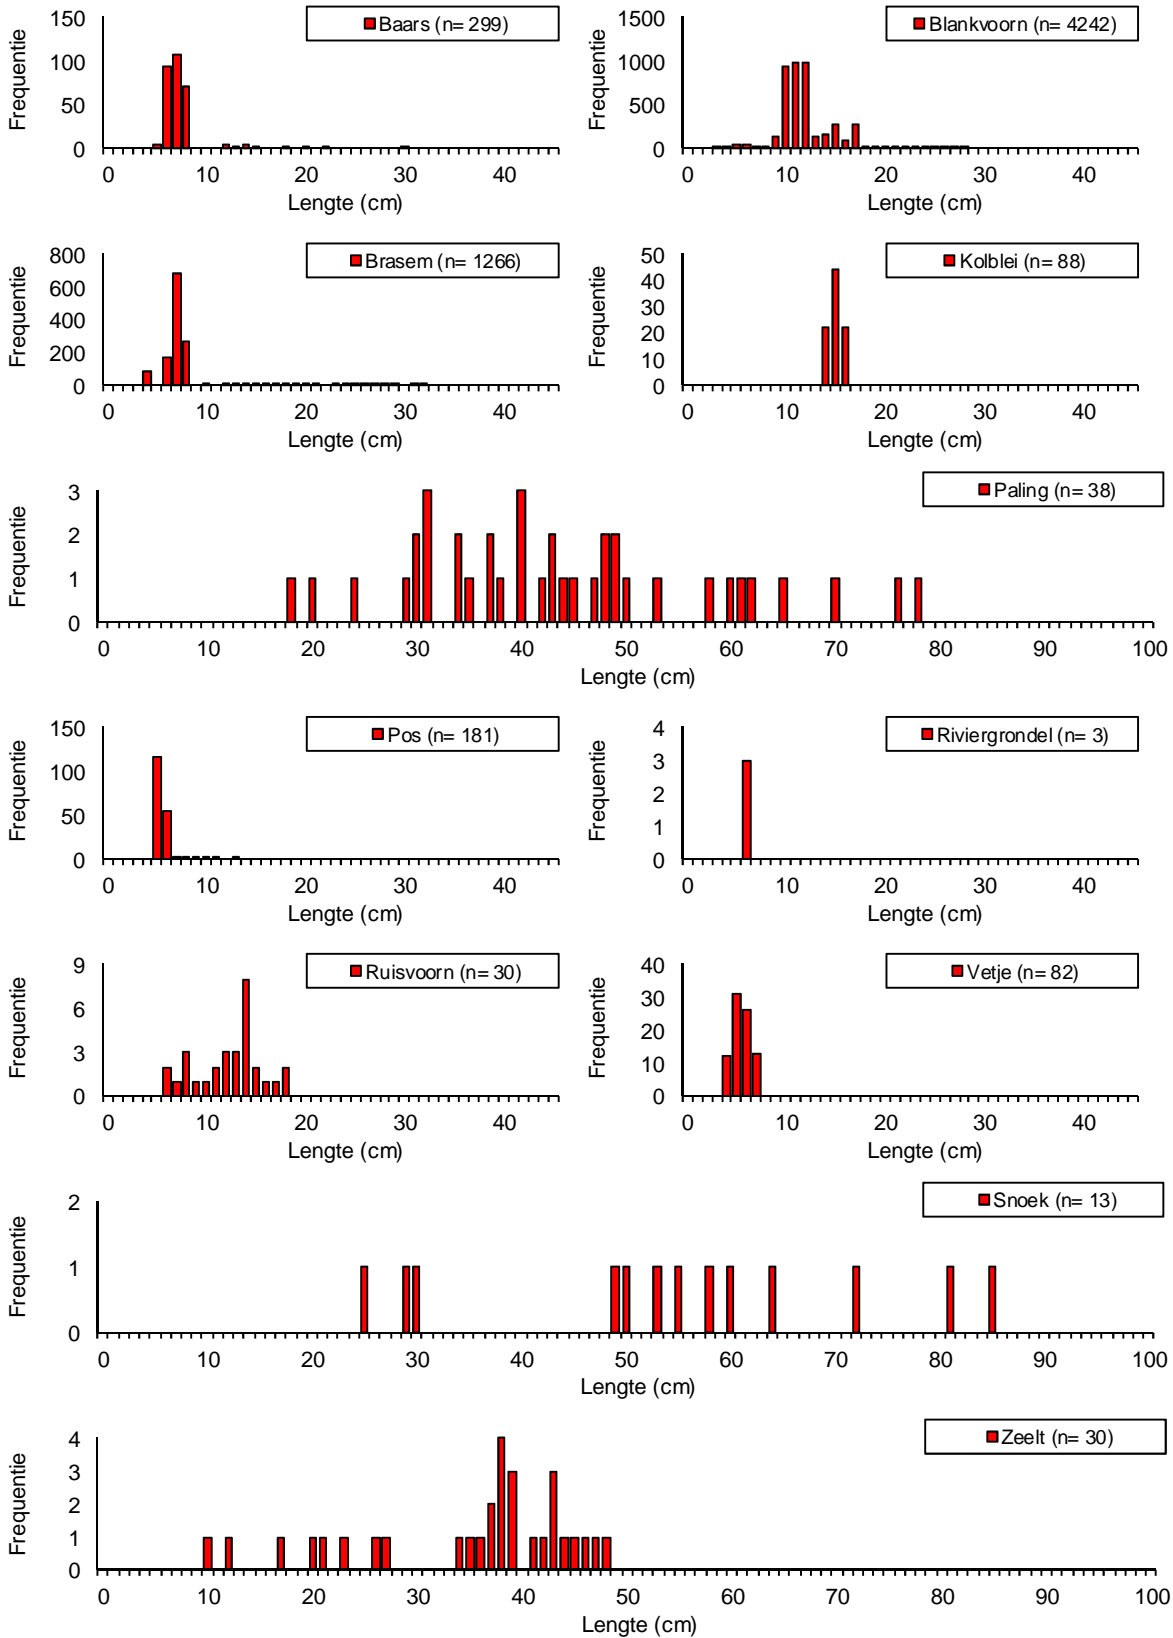 Baars (n= 299)
Frequentie
150
100
50
0
0 10 20 30 40
Lengte (cm)
Blankvoorn (n= 4242)
Frequentie
1500
1000
500
0
0 10 20 30 40
Lengte (cm)
Brasem (n= 1266)
Frequentie
800
600
400
200
0
0 10 20 30 40
Lengte (cm)
Kolblei (n= 88)
Frequentie
50
40
30
20
10
0
0 10 20 30 40
Lengte (cm)
Paling (n= 38)
Frequentie
3
2
1
0
0 10 20 30 40 50 60 70 80 90 100
Lengte (cm)
Pos (n= 181)
Frequentie
150
100
50
0
0 10 20 30 40
Lengte (cm)
Riviergrondel (n= 3)
Frequentie
4
3
2
1
0
0 10 20 30 40
Lengte (cm)
Ruisvoorn (n= 30)
Frequentie
9
6
3
0
0 10 20 30 40
Lengte (cm)
Vetje (n= 82)
Frequentie
40
30
20
10
0
0 10 20 30 40
Lengte (cm)
Snoek (n= 13)
Frequentie
2
1
0
0 10 20 30 40 50 60 70 80 90 100
Lengte (cm)
Zeelt (n= 30)
Frequentie
4
3
2
1
0
0 10 20 30 40 50 60 70 80 90 100
Lengte (cm)